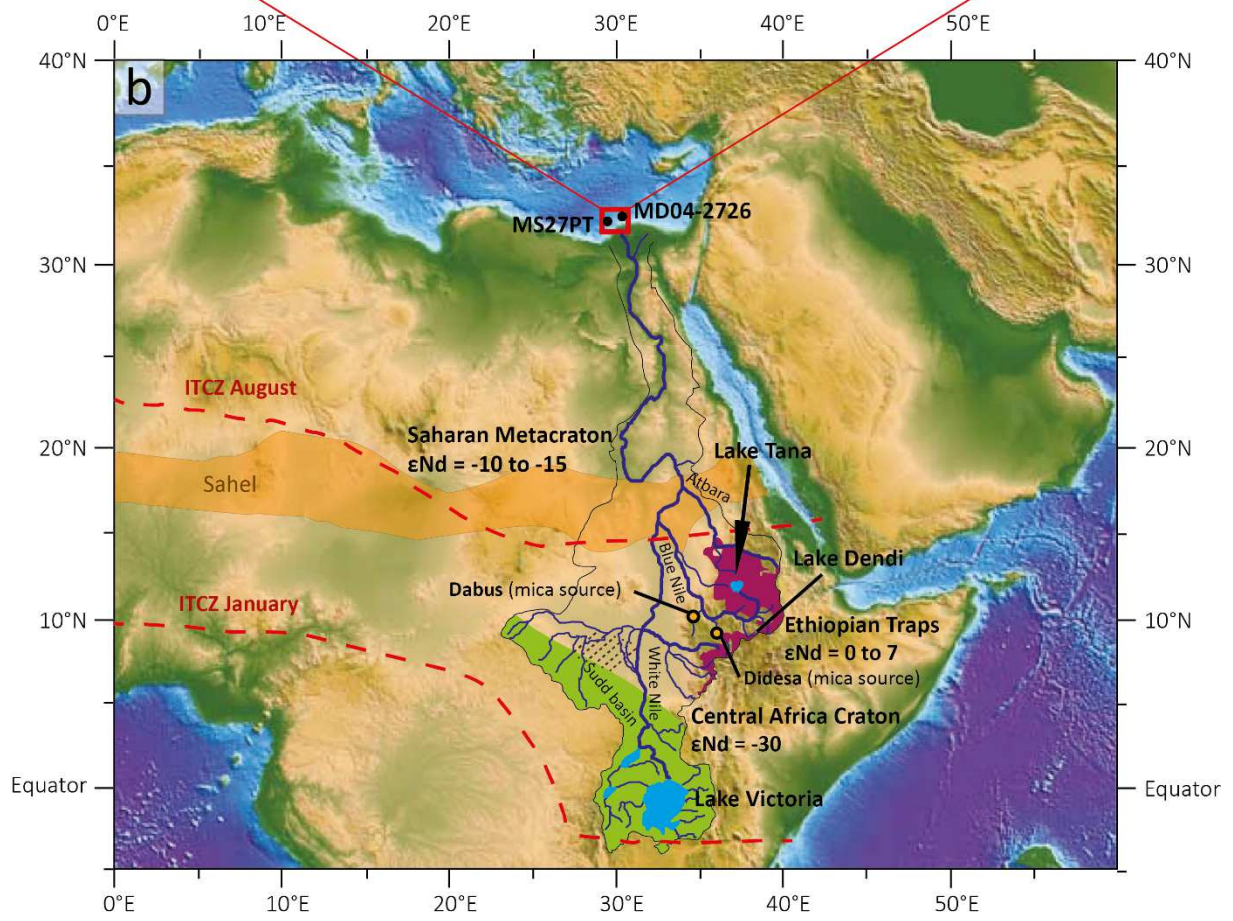 0°E 10°E 20°E 30°E 40°E 50°E
40°N 40°N
b
MS27PT MD04-2726
30°N 30°N
ITCZ August
Saharan Metacraton
εNd = -10 to -15
20°N 20°N
Lake Tana
Sahel
Atbara
Blue Nile
Lake Dendi
Dabus (mica source)
ITCZ January
10°N 10°N
Ethiopian Traps
εNd = 0 to 7
Didesa (mica source)
Sudd basin
White Nile
Central Africa Craton
εNd = -30
Equator Equator
Lake Victoria
0°E 10°E 20°E 30°E 40°E 50°E